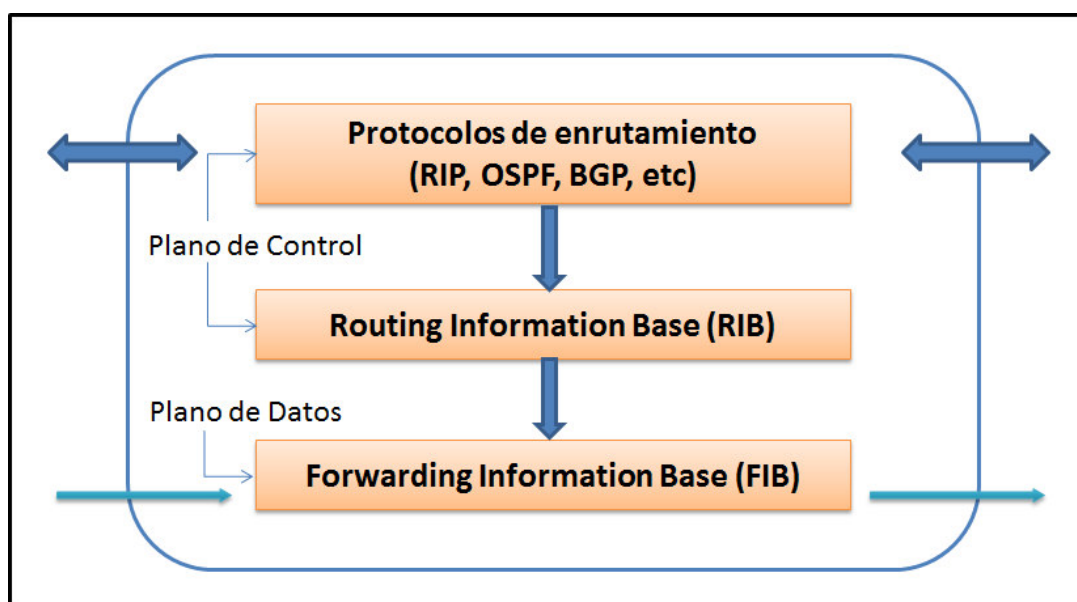 Protocolos de enrutamiento
(RIP, OSPF, BGP, etc)
Plano de Control
Routing Information Base (RIB)
Plano de Datos
Forwarding Information Base (FIB)